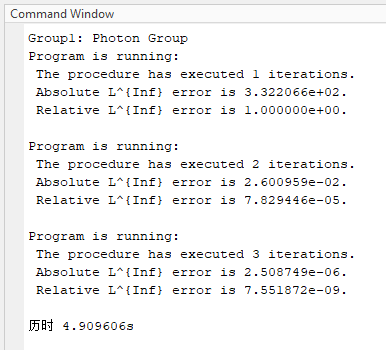 Command Window
Group1: Photon Group
Program is running:
The procedure has executed 1 iterations.
Absolute L^{Inf} error is 3.322066e+02.
Relative L^{Inf} error is 1.000000e+00.
Program is running:
The procedure has executed 2 iterations.
Absolute L^{Inf} error is 2.600959e-02.
Relative L^{Inf} error is 7.829446e-05.
Program is running:
The procedure has executed 3 iterations.
Absolute L^{Inf} error is 2.508749e-06.
Relative L^{Inf} error is 7.551872e-09.
历时 4.909606s